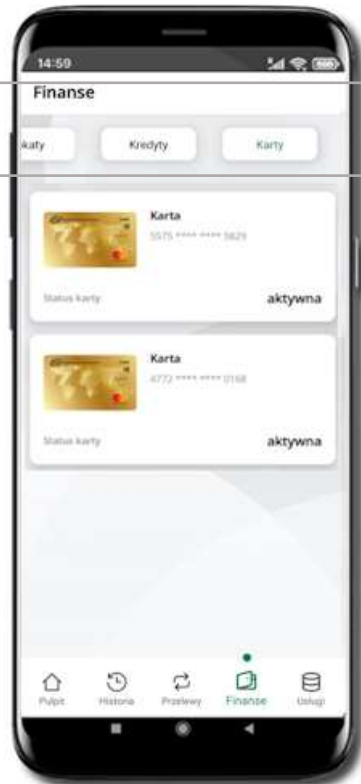 14:59
Finanse
katy Kredyty Karty
Karta
5575 **** **** 5829
Status karty aktywna
Karta
4772 **** **** 0168
Status karty aktywna
Pulpit Historia Przelewy Finanse Usługi